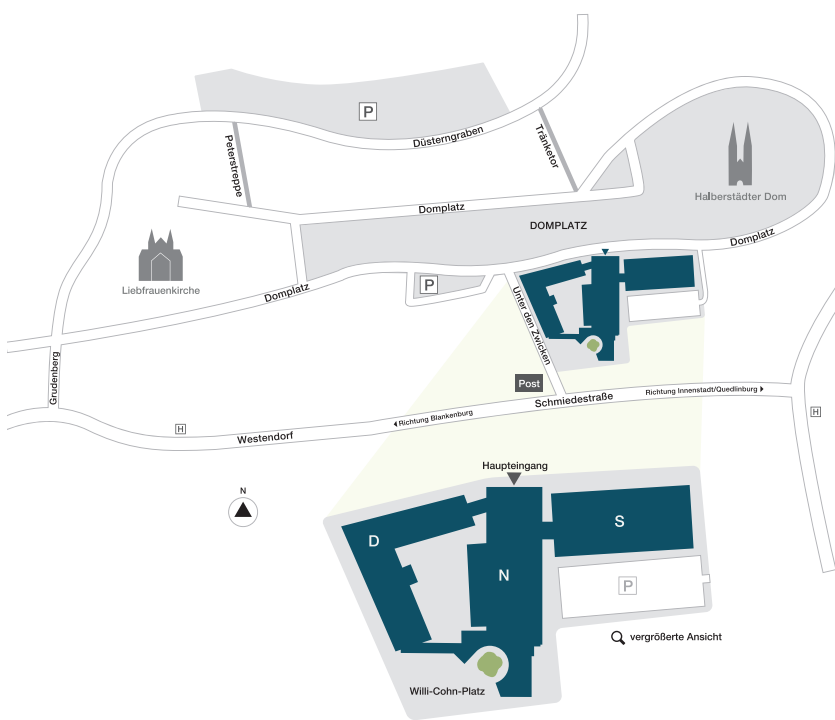 P
Düsterngraben
Tränketor
Peterstreppe
Halberstädter Dom
Domplatz
DOMPLATZ
Domplatz
Liebfrauenkirche
Domplatz
P
Unter den Zwicken
Grudenberg
Post
Richtung Innenstadt/Quedlinburg
Schmiedestraße
Richtung Blankenburg
H
H
Westendorf
Haupteingang
N
D
S
N
P
vergrößerte Ansicht
Willi-Cohn-Platz